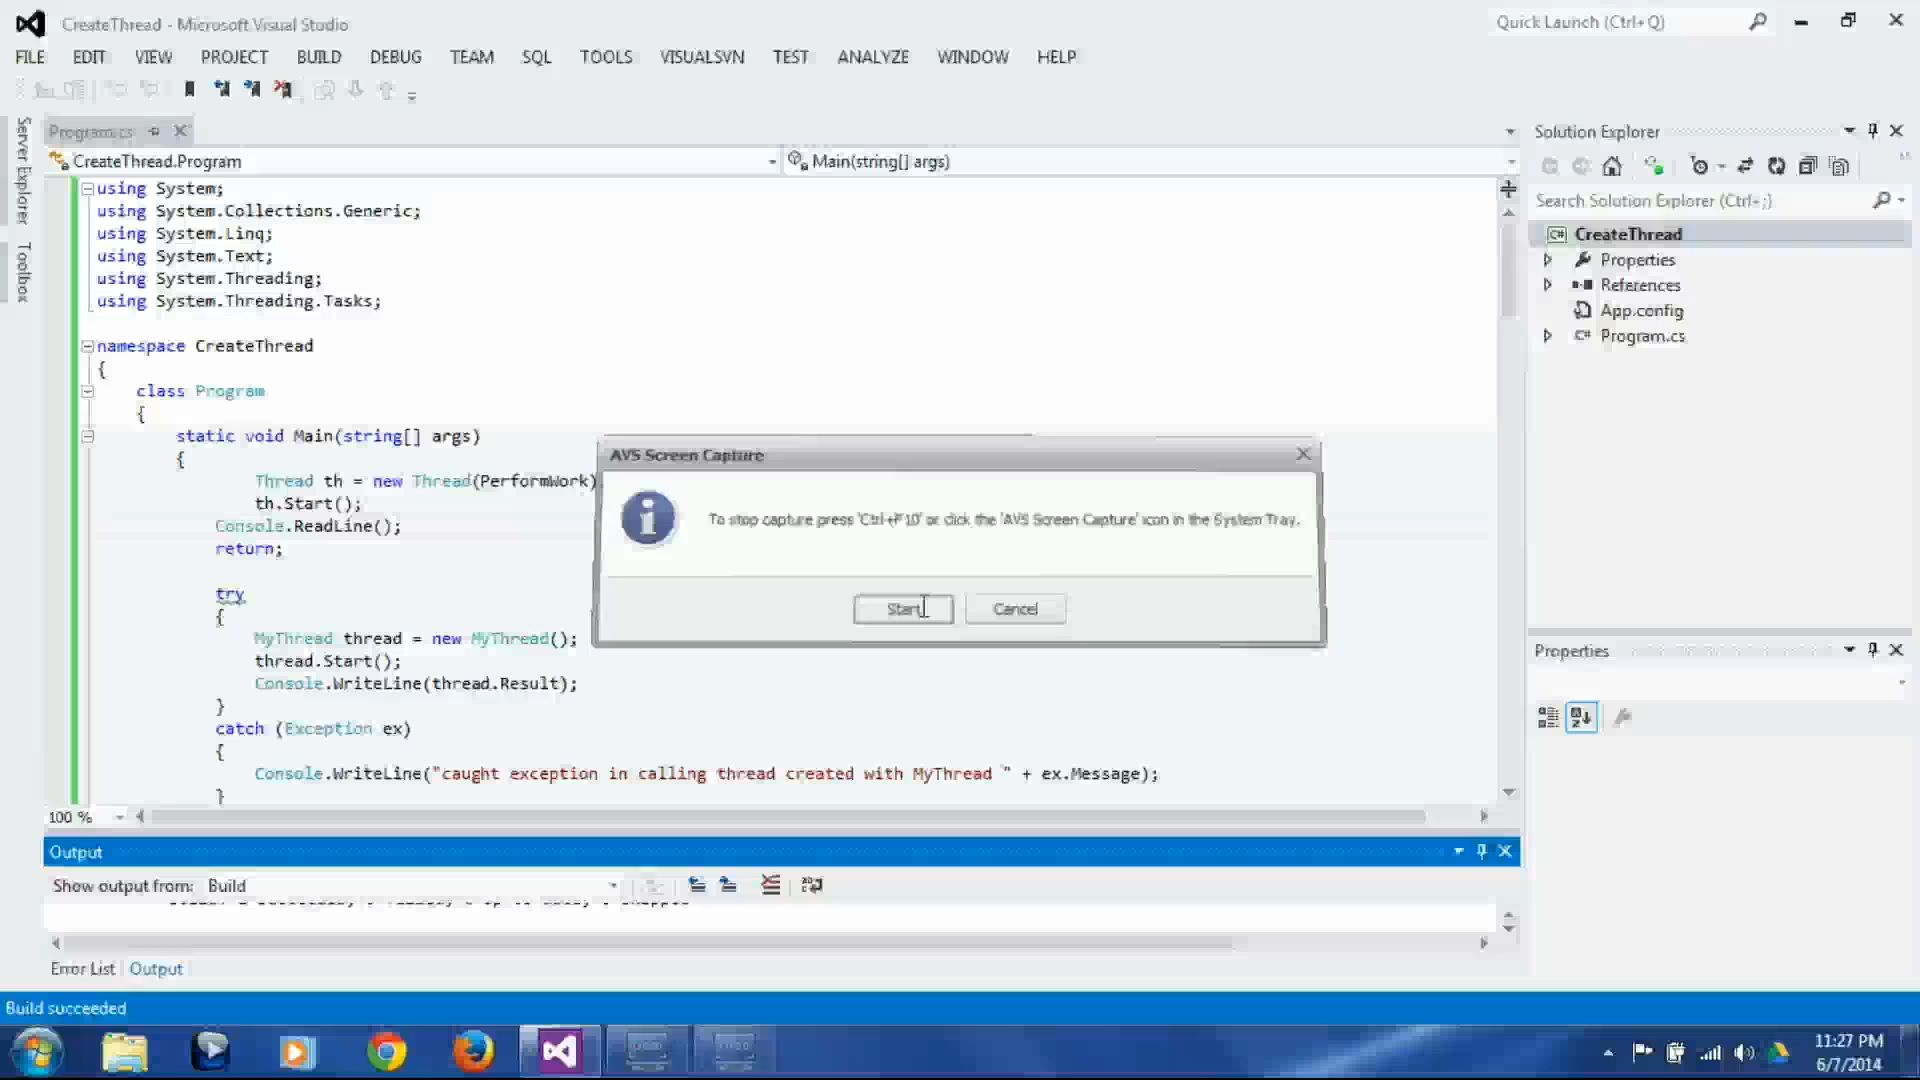 CreateThread - Microsoft Visual Studio
Quick Launch (Ctrl+Q)
FILE EDIT VIEW PROJECT BUILD DEBUG TEAM SQL TOOLS VISUALSVN TEST ANALYZE WINDOW HELP
Server Explorer
Toolbox
Program.cs
CreateThread.Program
Main(string[] args)
using System;
using System.Collections.Generic;
using System.Linq;
using System.Text;
using System.Threading;
using System.Threading.Tasks;
namespace CreateThread
{
class Program
{
static void Main(string[] args)
{
Thread th = new Thread(PerformWork)
th.Start();
Console.ReadLine();
return;
try
{
MyThread thread = new MyThread();
thread.Start();
Console.WriteLine(thread.Result);
}
catch (Exception ex)
{
Console.WriteLine("caught exception in calling thread created with MyThread " + ex.Message);
}
100 %
AVS Screen Capture
To stop capture press 'Ctrl+F10' or click the 'AVS Screen Capture' icon in the System Tray.
Start
Cancel
Output
Show output from: Build
Error List
Output
Solution Explorer
Search Solution Explorer (Ctrl+;)
C# CreateThread
Properties
References
App.config
C# Program.cs
Properties
Build succeeded
11:27 PM
6/7/2014